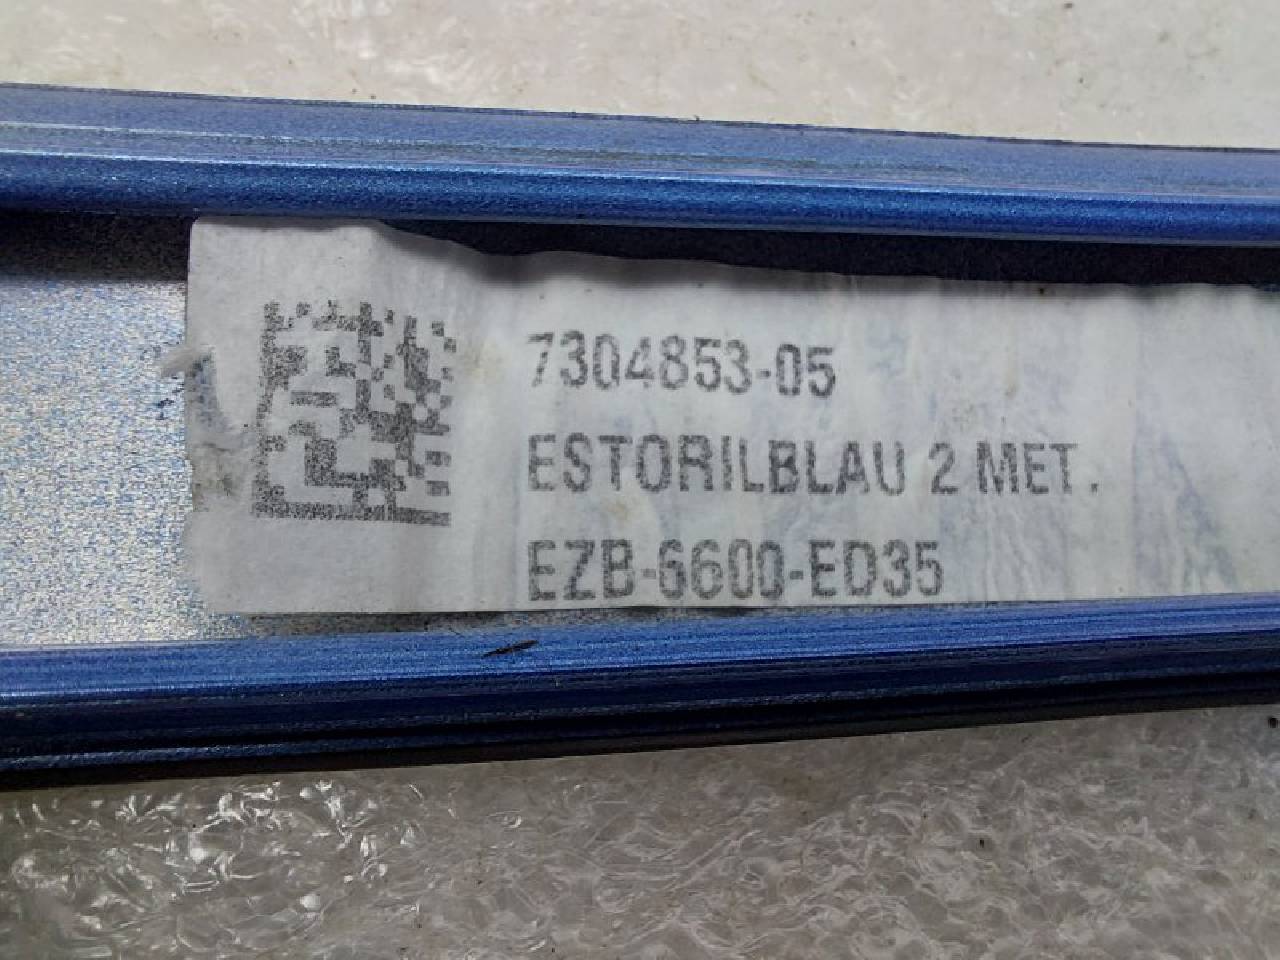 7304853-05
ESTORILBLAU 2 MET.
EZB-6600-ED35